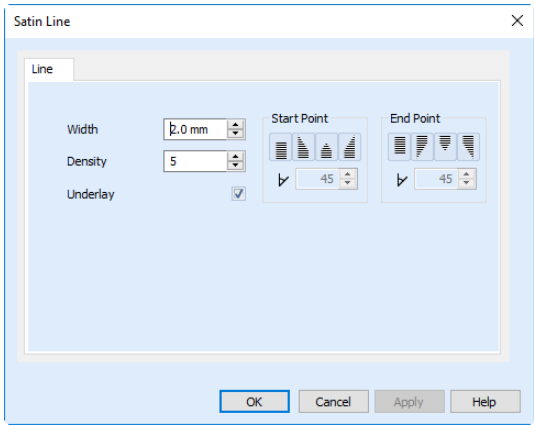 Satin Line
Line
Width 2.0 mm
Density 5
Underlay
Start Point
45
End Point
45
OK Cancel Apply Help